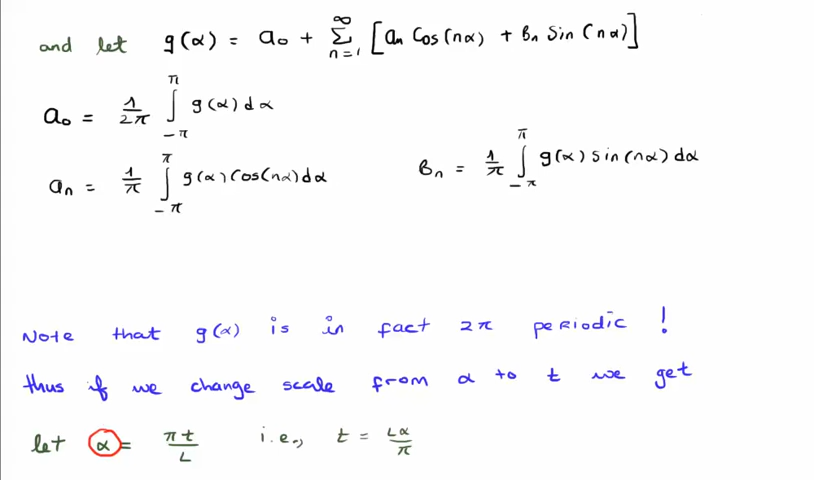 and let g(α) = a₀ + ∑_{n=1}^{∞} [aₙ Cos(nα) + Bₙ Sin(nα)]
a₀ = 1/2π ∫_{-π}^{π} g(α)dα
aₙ = 1/π ∫_{-π}^{π} g(α)Cos(nα)dα Bₙ = 1/π ∫_{-π}^{π} g(α)Sin(nα)dα
Note that g(α) is in fact 2π periodic !
thus if we change scale from α to t we get
let α = πt/L i.e., t = Lα/π